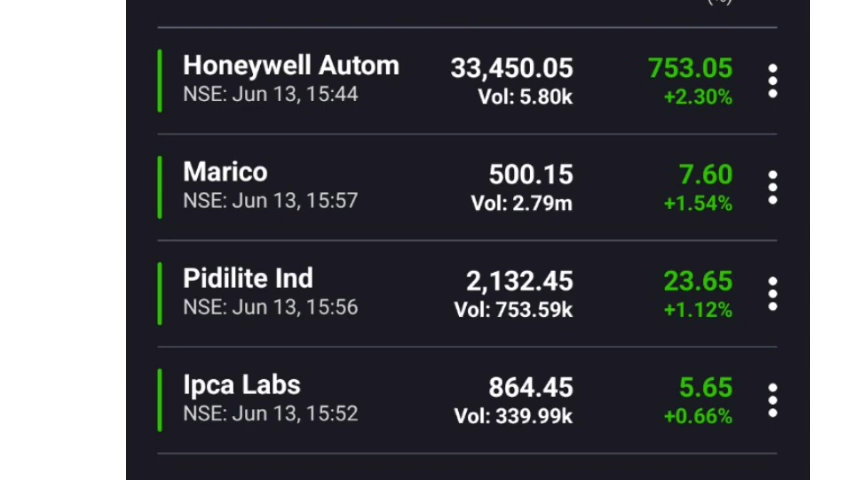 Honeywell Autom 33,450.05 753.05
NSE: Jun 13, 15:44 Vol: 5.80k +2.30%
Marico 500.15 7.60
NSE: Jun 13, 15:57 Vol: 2.79m +1.54%
Pidilite Ind 2,132.45 23.65
NSE: Jun 13, 15:56 Vol: 753.59k +1.12%
Ipca Labs 864.45 5.65
NSE: Jun 13, 15:52 Vol: 339.99k +0.66%